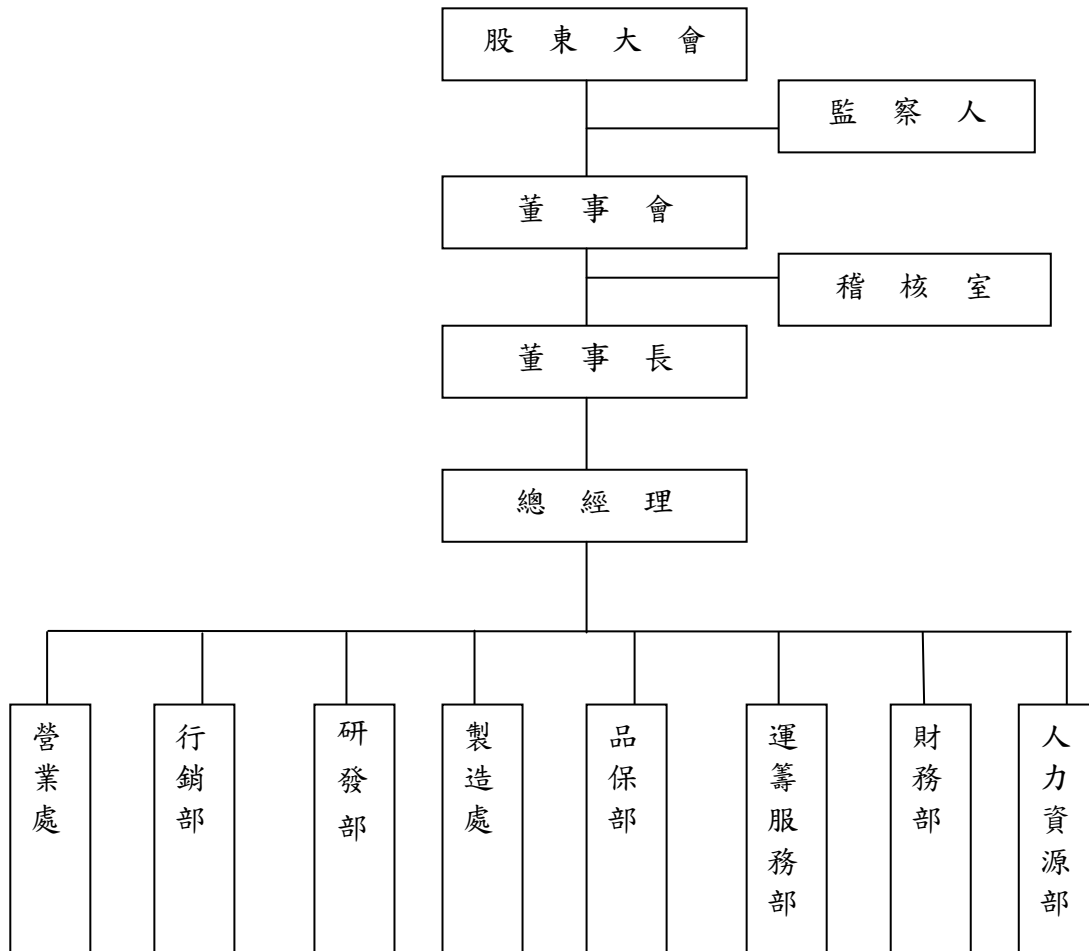 股東大會
監察人
董事會
稽核室
董事長
總經理
營業處
行銷部
研發部
製造處
品保部
運籌服務部
財務部
人力資源部